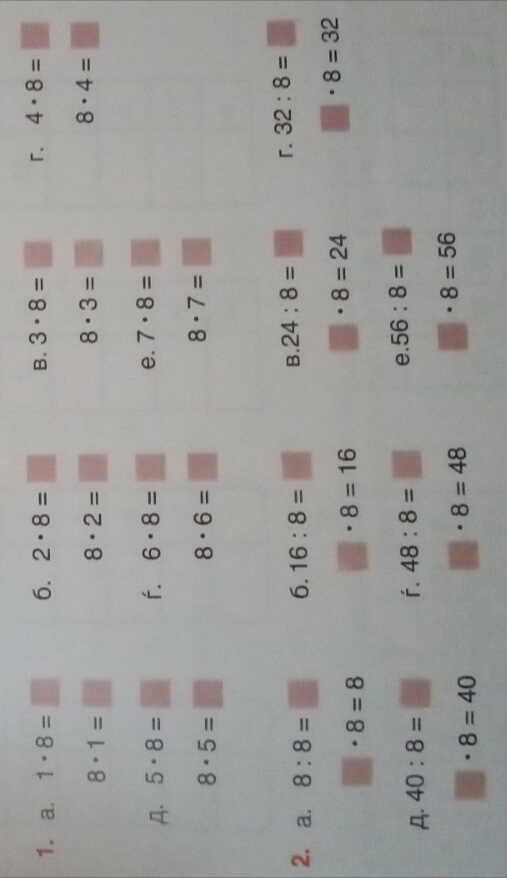 1. а. 1 · 8 = б. 2 · 8 = в. 3 · 8 = г. 4 · 8 =
8 · 1 = 8 · 2 = 8 · 3 = 8 · 4 =
д. 5 · 8 = ѓ. 6 · 8 = е. 7 · 8 =
8 · 5 = 8 · 6 = 8 · 7 =
2. а. 8 : 8 = б. 16 : 8 = в. 24 : 8 = г. 32 : 8 =
· 8 = 8 · 8 = 16 · 8 = 24 · 8 = 32
д. 40 : 8 = ѓ. 48 : 8 = е. 56 : 8 =
· 8 = 40 · 8 = 48 · 8 = 56